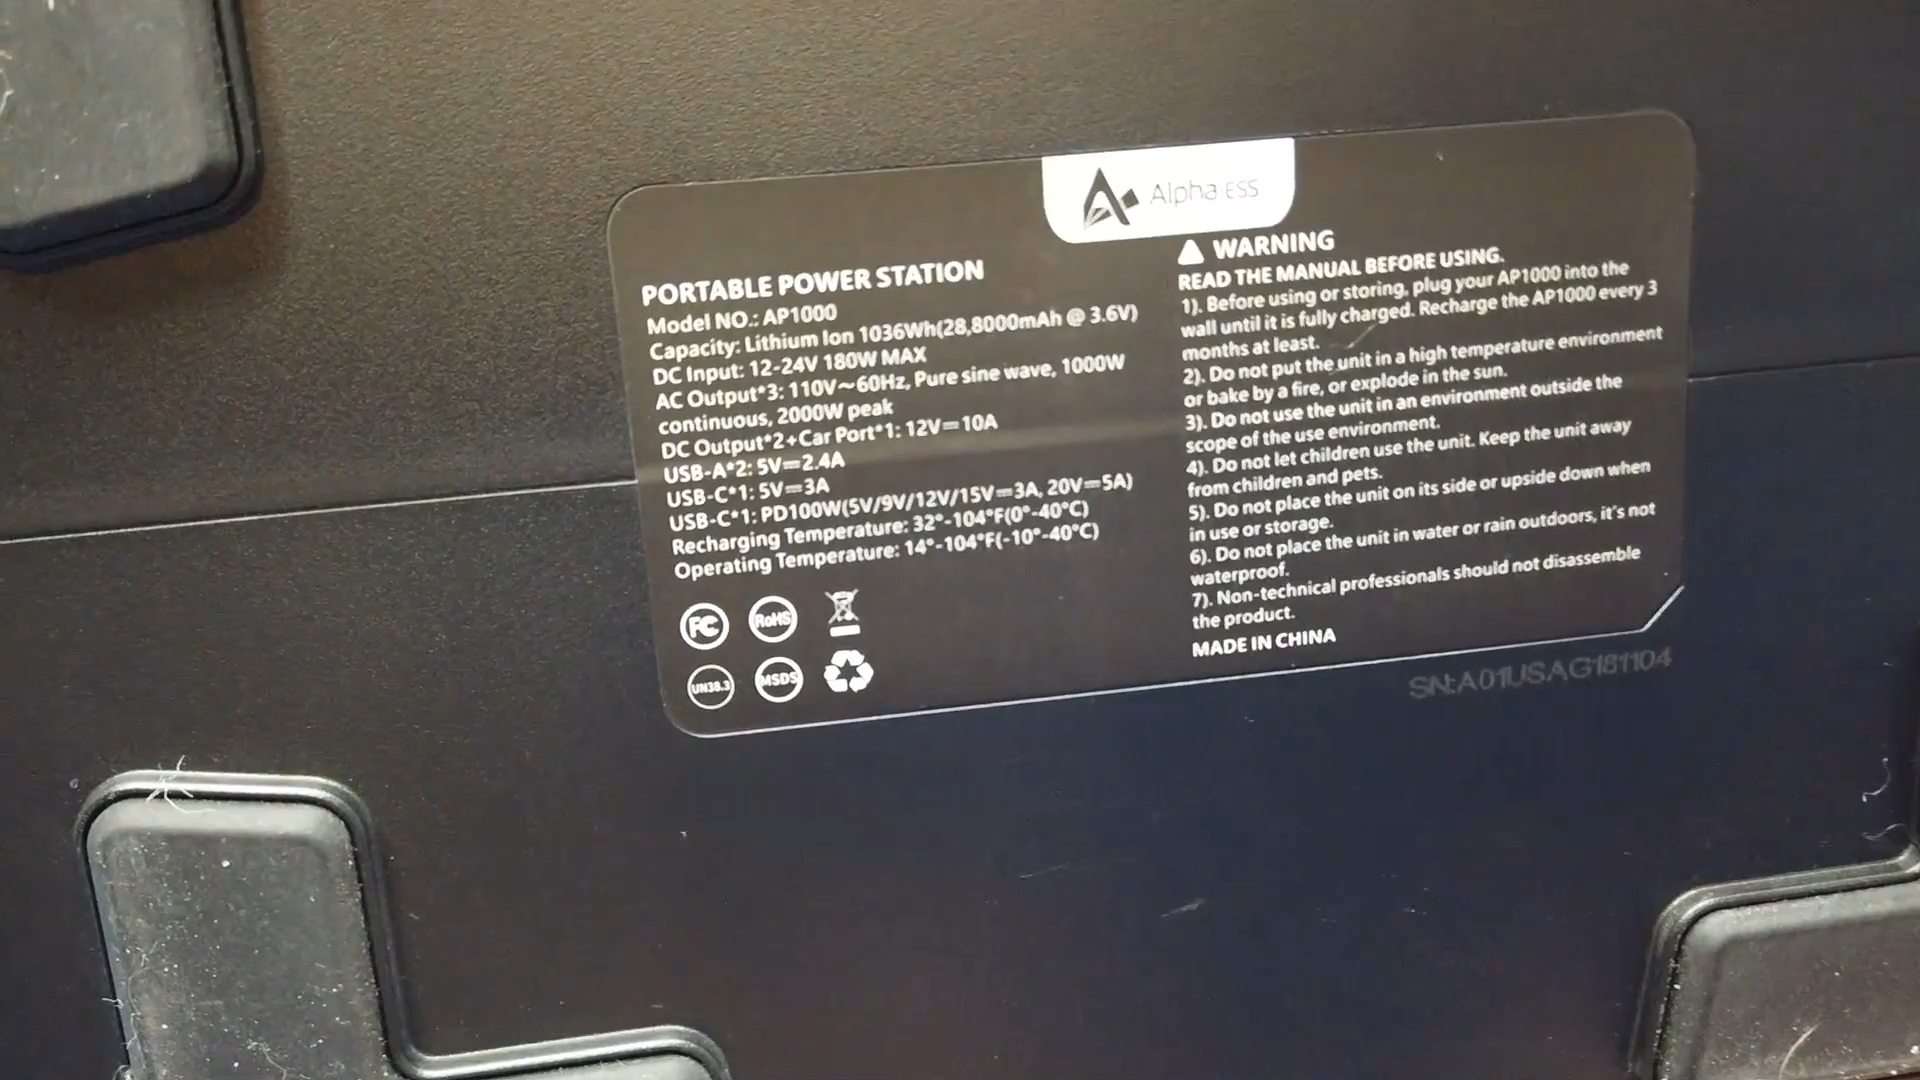 Alpha ESS
PORTABLE POWER STATION
Model NO.: AP1000
Capacity: Lithium Ion 1036Wh(28,8000mAh @ 3.6V)
DC Input: 12-24V 180W MAX
AC Output*3: 110V~60Hz, Pure sine wave, 1000W
continuous, 2000W peak
DC Output*2+Car Port*1: 12V⎓10A
USB-A*2: 5V⎓2.4A
USB-C*1: 5V⎓3A
USB-C*1: PD100W(5V/9V/12V/15V⎓3A, 20V⎓5A)
Recharging Temperature: 32°-104°F(0°-40°C)
Operating Temperature: 14°-104°F(-10°-40°C)
FC RoHS
UN38.3 MSDS
WARNING
READ THE MANUAL BEFORE USING.
1). Before using or storing, plug your AP1000 into the
wall until it is fully charged. Recharge the AP1000 every 3
months at least.
2). Do not put the unit in a high temperature environment
or bake by a fire, or explode in the sun.
3). Do not use the unit in an environment outside the
scope of the use environment.
4). Do not let children use the unit. Keep the unit away
from children and pets.
5). Do not place the unit on its side or upside down when
in use or storage.
6). Do not place the unit in water or rain outdoors, it's not
waterproof.
7). Non-technical professionals should not disassemble
the product.
MADE IN CHINA
SN:A01USAG181104